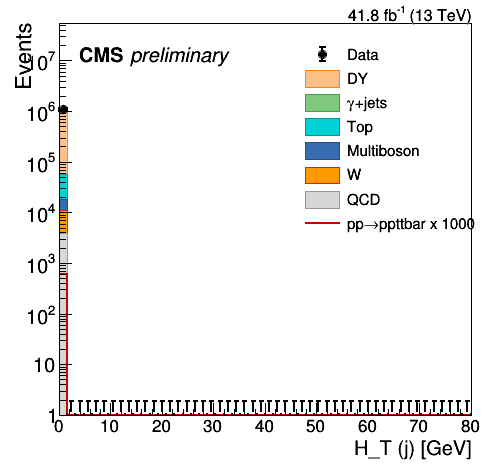 41.8 fb⁻¹ (13 TeV)
Events
CMS preliminary
Data
DY
γ+jets
Top
Multiboson
W
QCD
pp→ppttbar x 1000
10⁷
10⁶
10⁵
10⁴
10³
10²
10
1
0 10 20 30 40 50 60 70 80
H_T (j) [GeV]